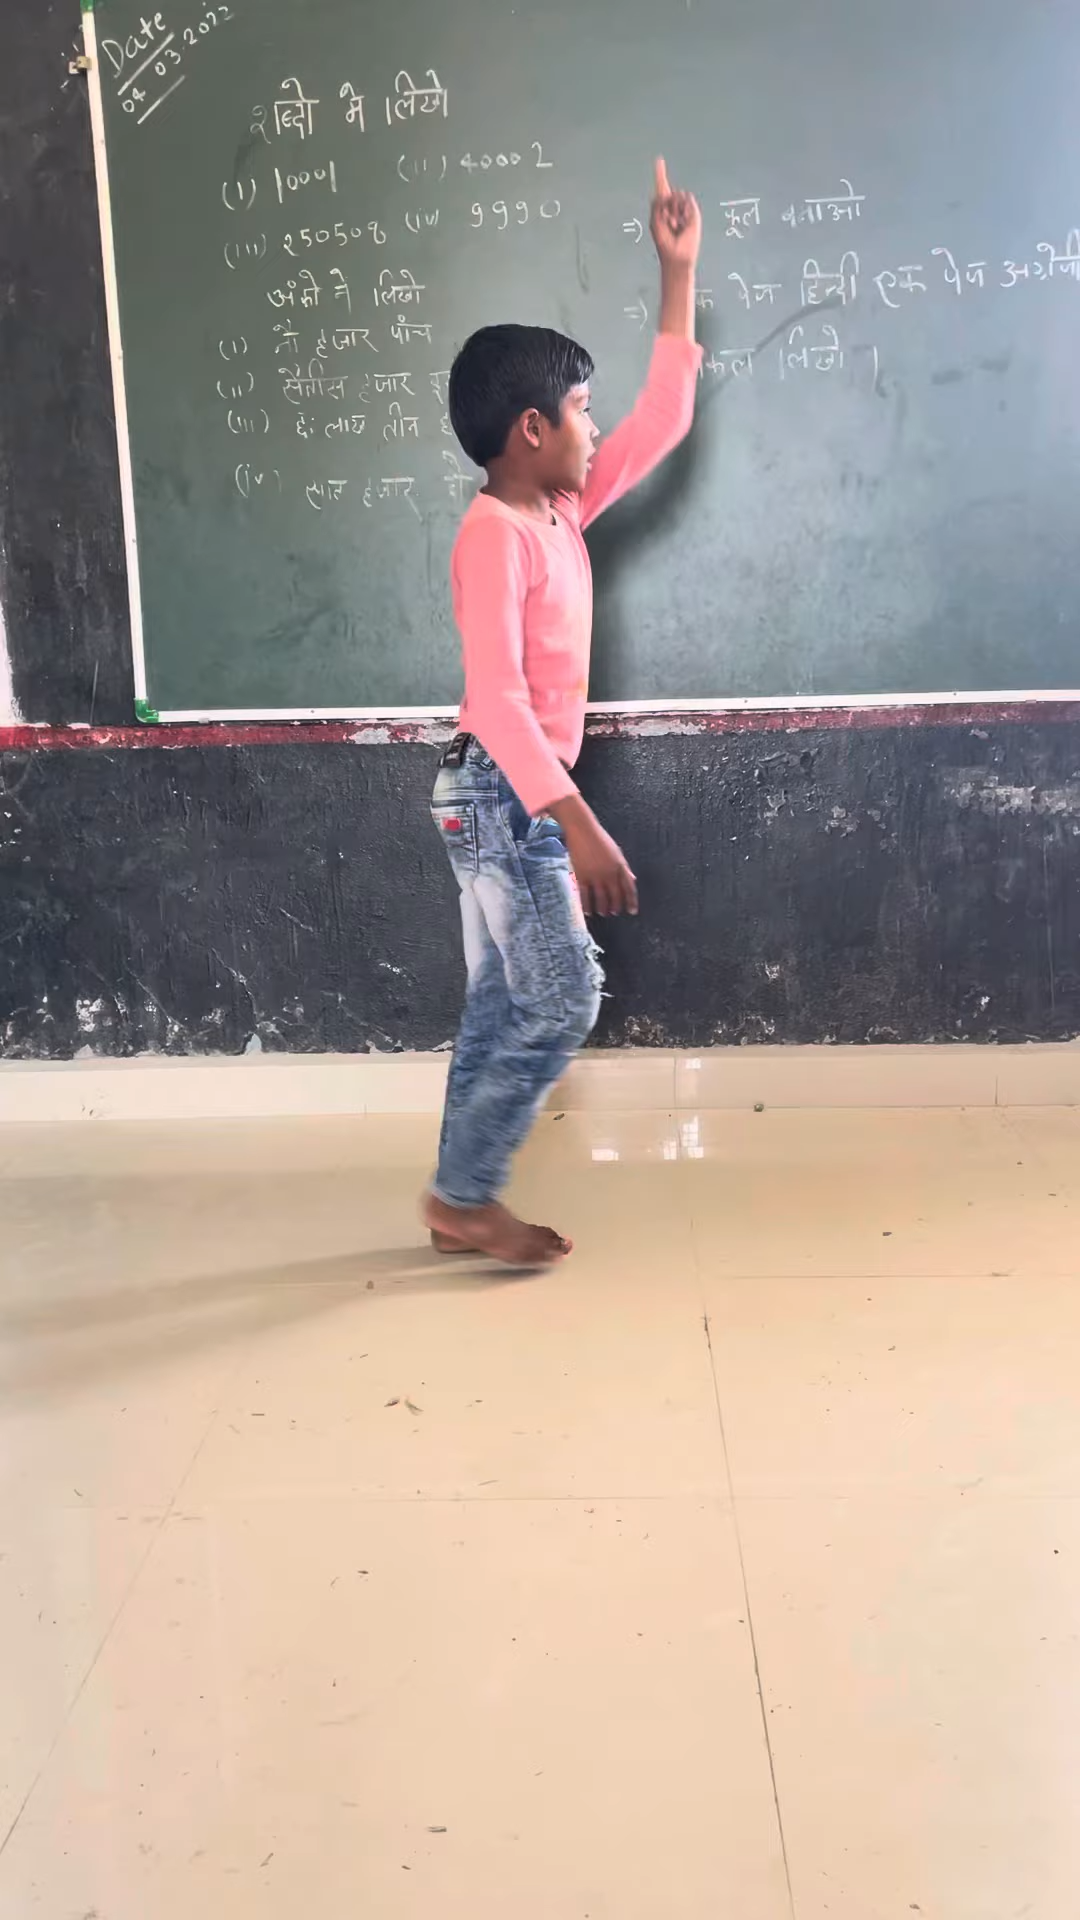 Date
04.03.2022
शब्दो मे लिखो
(i) 10001 (ii) 40002
(iii) 250508 (iv) 9990
अंको में लिखो
(i) नौ हजार पाँच
(ii) सैंतीस हजार
(iii) छ: लाख तीन
(iv) सात हजार दो
⇒ फूल बनाओ
⇒ पेज हिन्दी एक पेज अंग्रेजी
लिखो ।